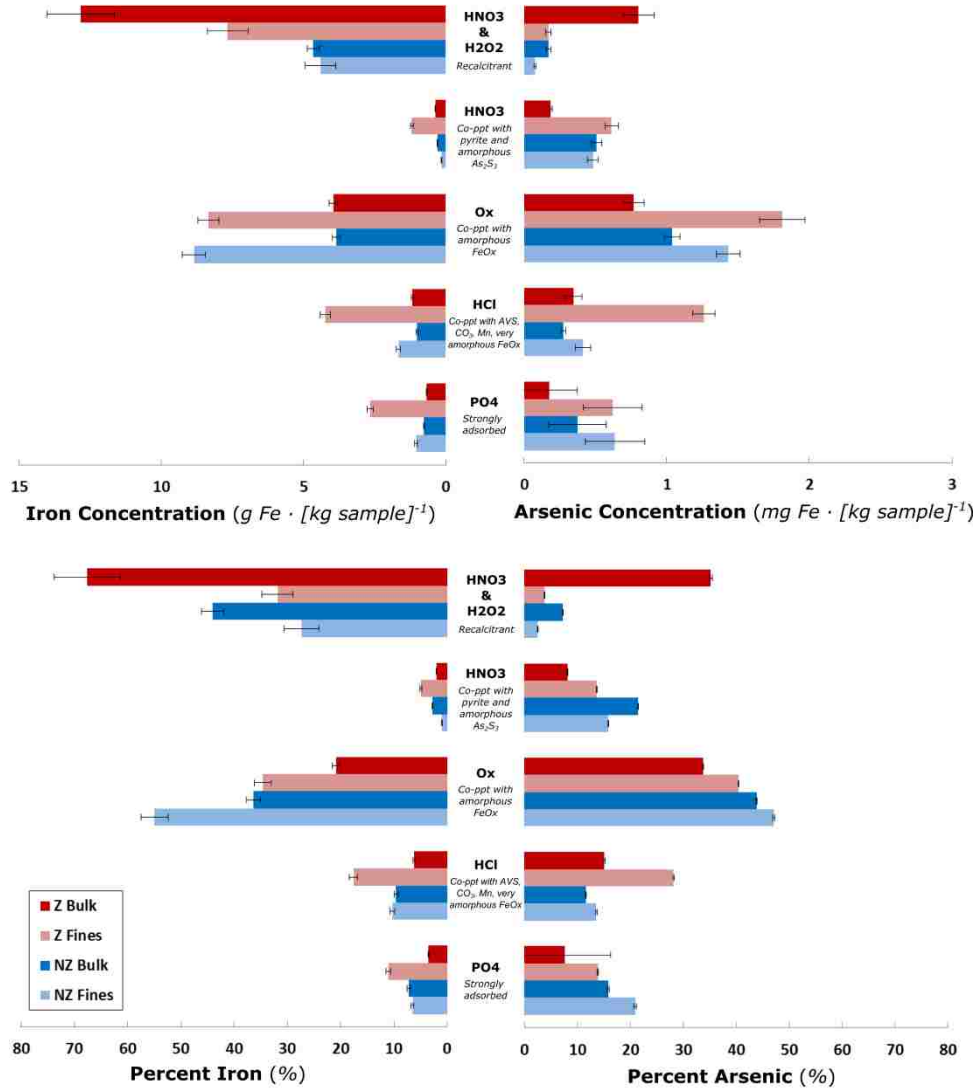 HNO3
&
H2O2
Recalcitrant
HNO3
Co-ppt with
pyrite and
amorphous
As₂S₃
Ox
Co-ppt with
amorphous
FeOx
HCl
Co-ppt with AVS,
CO₃, Mn, very
amorphous FeOx
PO4
Strongly
adsorbed
15 10 5 0 0 1 2 3
Iron Concentration (g Fe · [kg sample]⁻¹) Arsenic Concentration (mg Fe · [kg sample]⁻¹)
HNO3
&
H2O2
Recalcitrant
HNO3
Co-ppt with
pyrite and
amorphous
As₂S₃
Ox
Co-ppt with
amorphous
FeOx
HCl
Co-ppt with AVS,
CO₃, Mn, very
amorphous FeOx
PO4
Strongly
adsorbed
Z Bulk
Z Fines
NZ Bulk
NZ Fines
80 70 60 50 40 30 20 10 0 0 10 20 30 40 50 60 70 80
Percent Iron (%) Percent Arsenic (%)